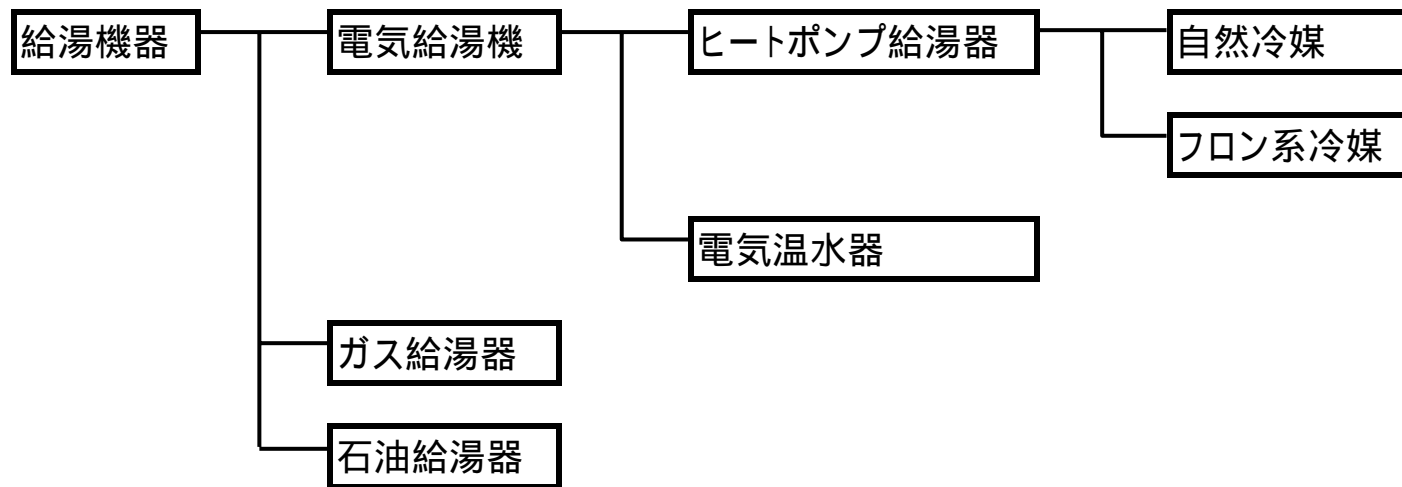 給湯機器
電気給湯機
ヒートポンプ給湯器
自然冷媒
フロン系冷媒
電気温水器
ガス給湯器
石油給湯器